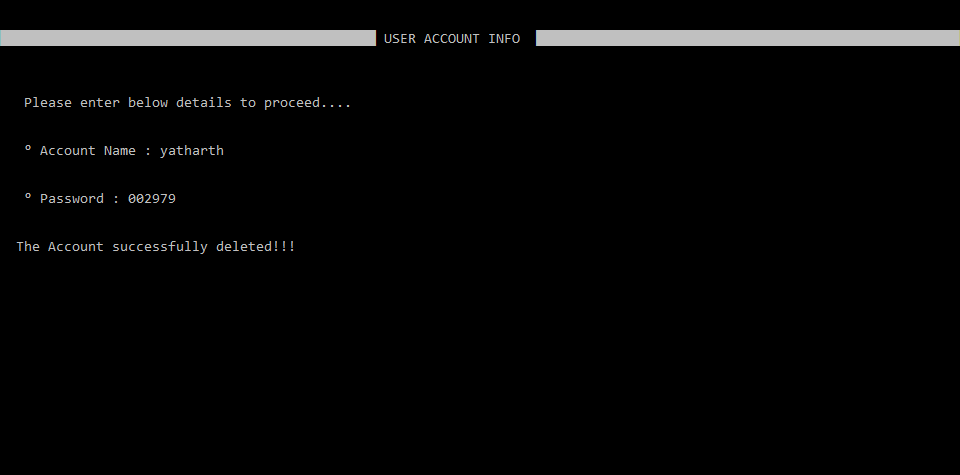 USER ACCOUNT INFO
Please enter below details to proceed....
º Account Name : yatharth
º Password : 002979
The Account successfully deleted!!!